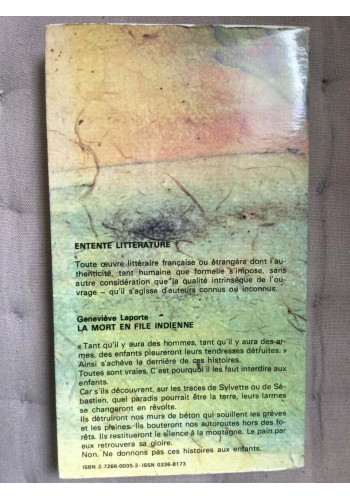 ENTENTE LITTÉRATURE
Toute œuvre littéraire française ou étrangère dont l'au-
thenticité, tant humaine que formelle s'impose, sans
autre considération que la qualité intrinsèque de l'ou-
vrage – qu'il s'agisse d'auteurs connus ou inconnus.
Geneviève Laporte
LA MORT EN FILE INDIENNE
« Tant qu'il y aura des hommes, tant qu'il y aura des ar-
mes, des enfants pleureront leurs tendresses détruites. »
Ainsi s'achève la dernière de ces histoires.
Toutes sont vraies. C'est pourquoi il les faut interdire aux
enfants.
Car s'ils découvrent, sur les traces de Sylvette ou de Sé-
bastien, quel paradis pourrait être la terre, leurs larmes
se changeront en révolte.
Ils détruiront nos murs de béton qui souillent les grèves
et les plaines. Ils bouteront nos autoroutes hors des fo-
rêts. Ils restitueront le silence à la montagne. Le pain par
eux retrouvera sa gloire.
Non. Ne donnons pas ces histoires aux enfants...
ISBN 2-7266-0035-2 - ISSN 0336-8173